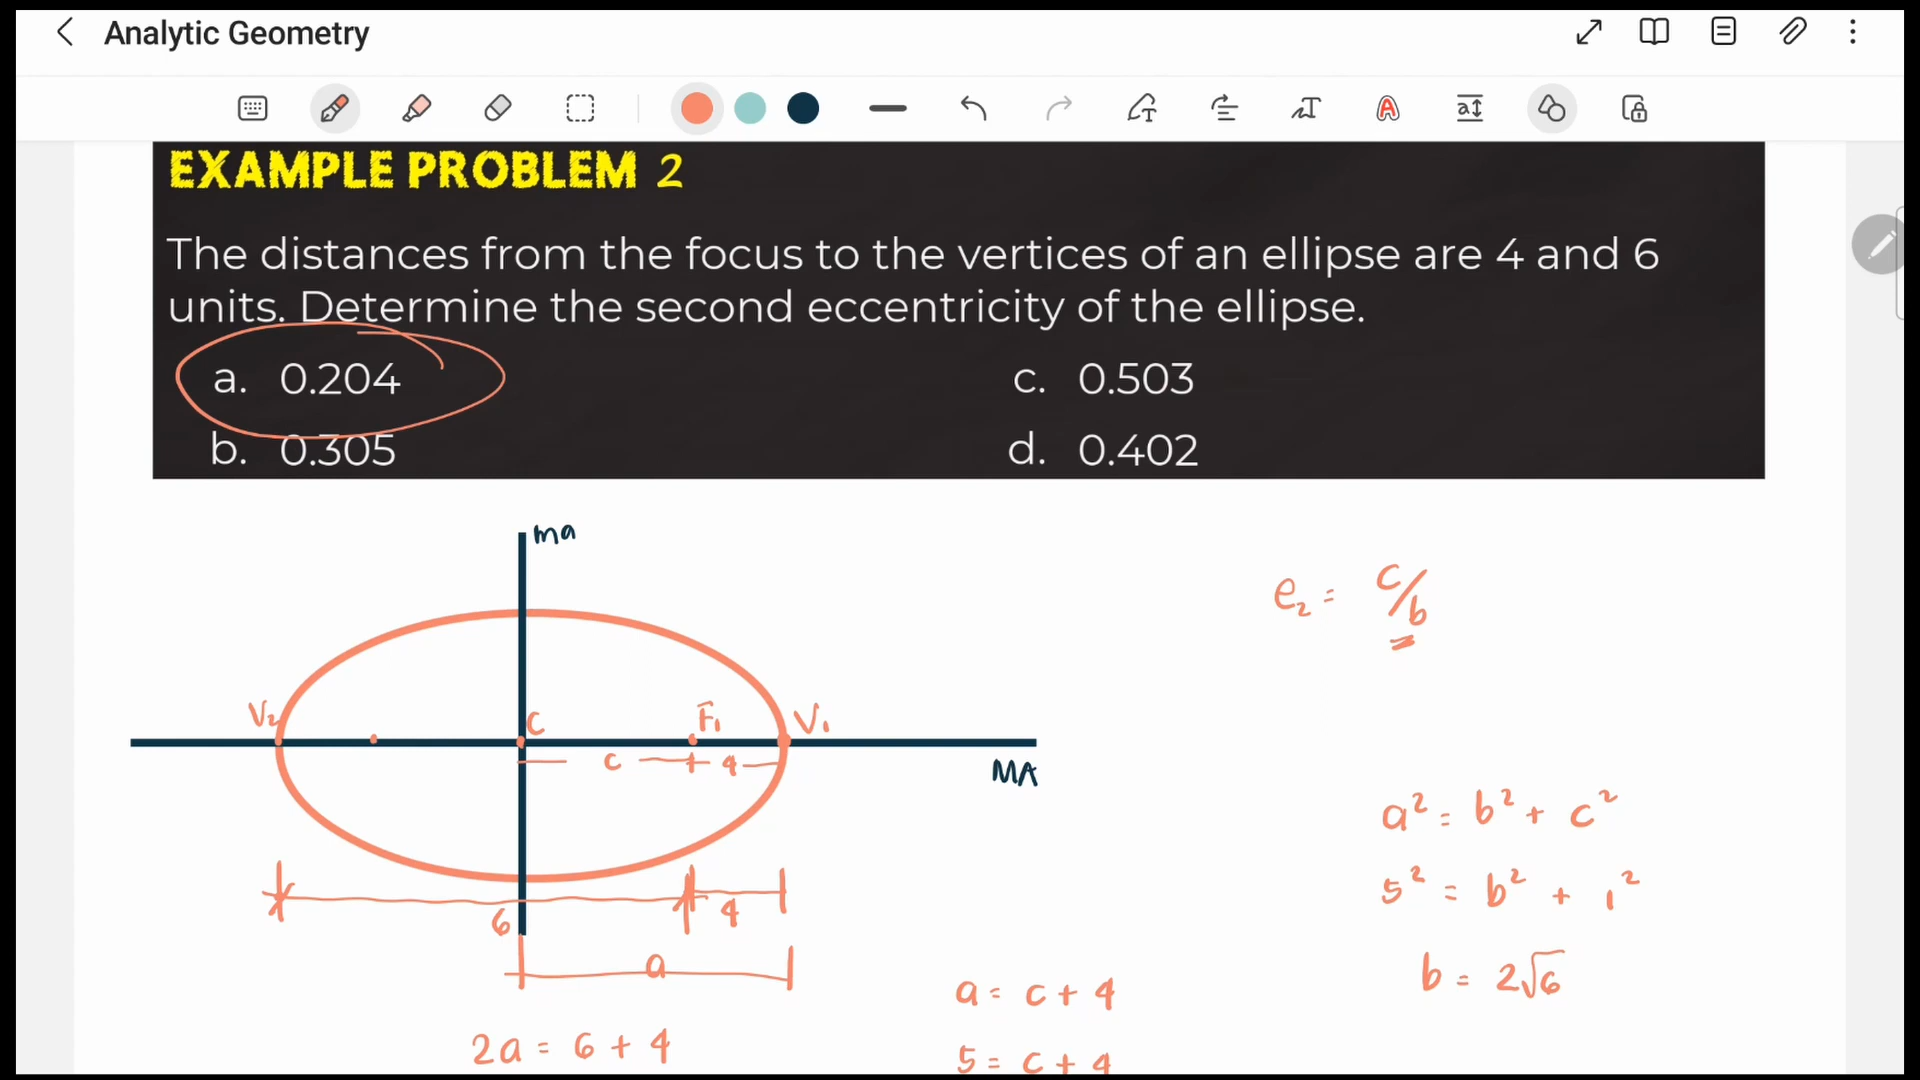 Analytic Geometry
EXAMPLE PROBLEM 2
The distances from the focus to the vertices of an ellipse are 4 and 6
units. Determine the second eccentricity of the ellipse.
a. 0.204
c. 0.503
b. 0.305
d. 0.402
ma
e₂ = c/b
V₂
C
F₁
V₁
c
4
MA
a² = b² + c²
5² = b² + 1²
6
4
a
b = 2√6
a = c + 4
2a = 6 + 4
5 = c + 4